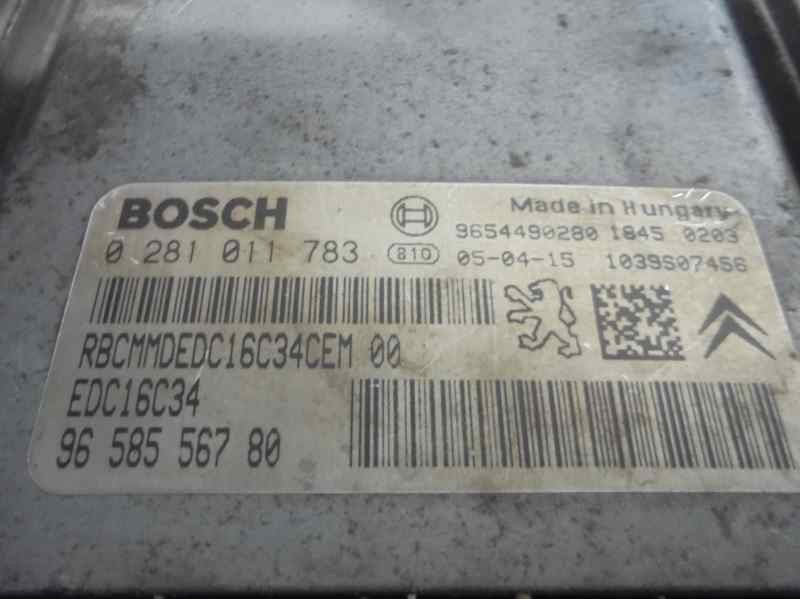 BOSCH
Made in Hungary
9654490280 1845 0203
0 281 011 783
810
05-04-15 1039S07456
RBCMMDEDC16C34CEM 00
EDC16C34
96 585 567 80